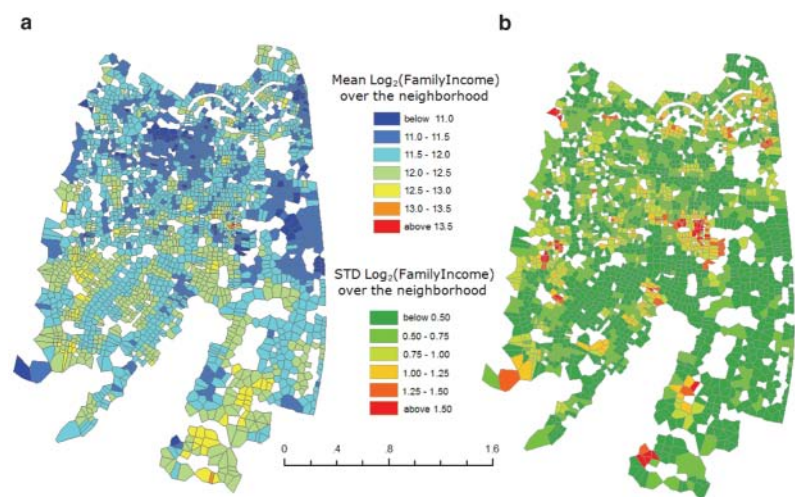 a
b
Mean Log₂(FamilyIncome)
over the neighborhood
below 11.0
11.0 - 11.5
11.5 - 12.0
12.0 - 12.5
12.5 - 13.0
13.0 - 13.5
above 13.5
STD Log₂(FamilyIncome)
over the neighborhood
below 0.50
0.50 - 0.75
0.75 - 1.00
1.00 - 1.25
1.25 - 1.50
above 1.50
0 .4 .8 1.6